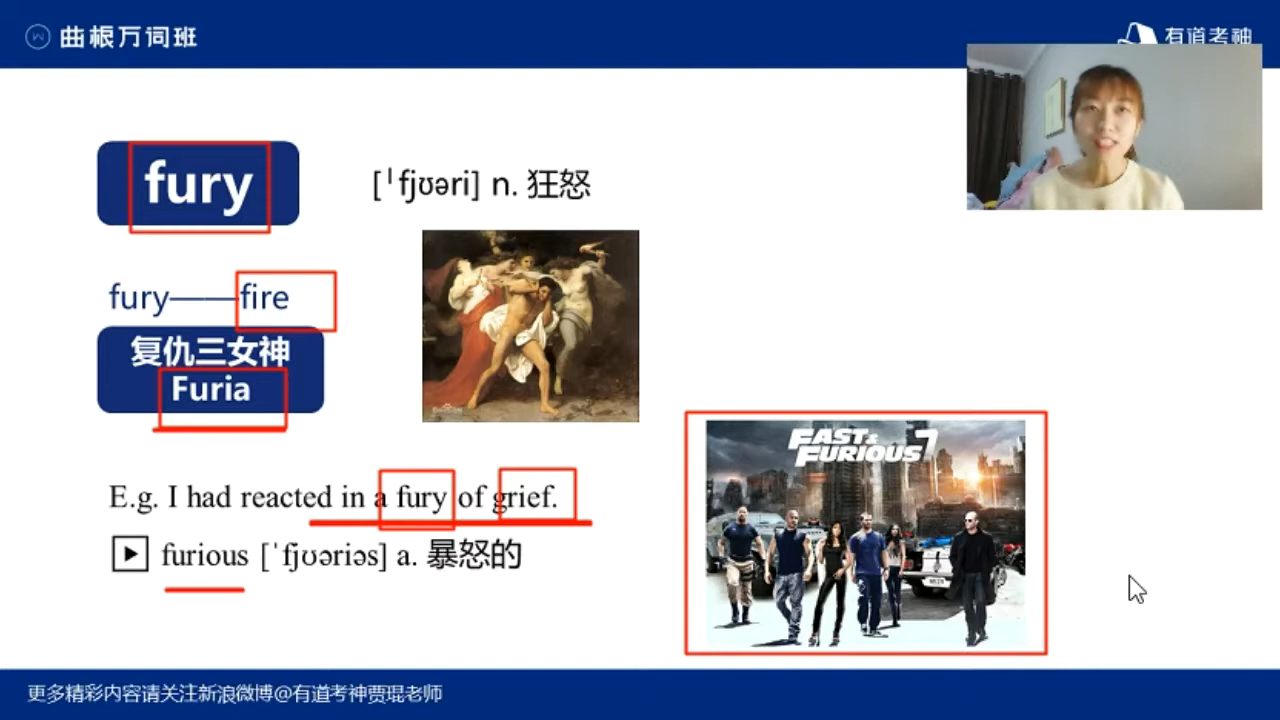 曲根万词班
有道考神
fury
[ˈfjʊəri] n. 狂怒
fury——fire
复仇三女神
Furia
FAST &
FURIOUS 7
E.g. I had reacted in a fury of grief.
furious [ˈfjʊəriəs] a. 暴怒的
更多精彩内容请关注新浪微博@有道考神贾琨老师